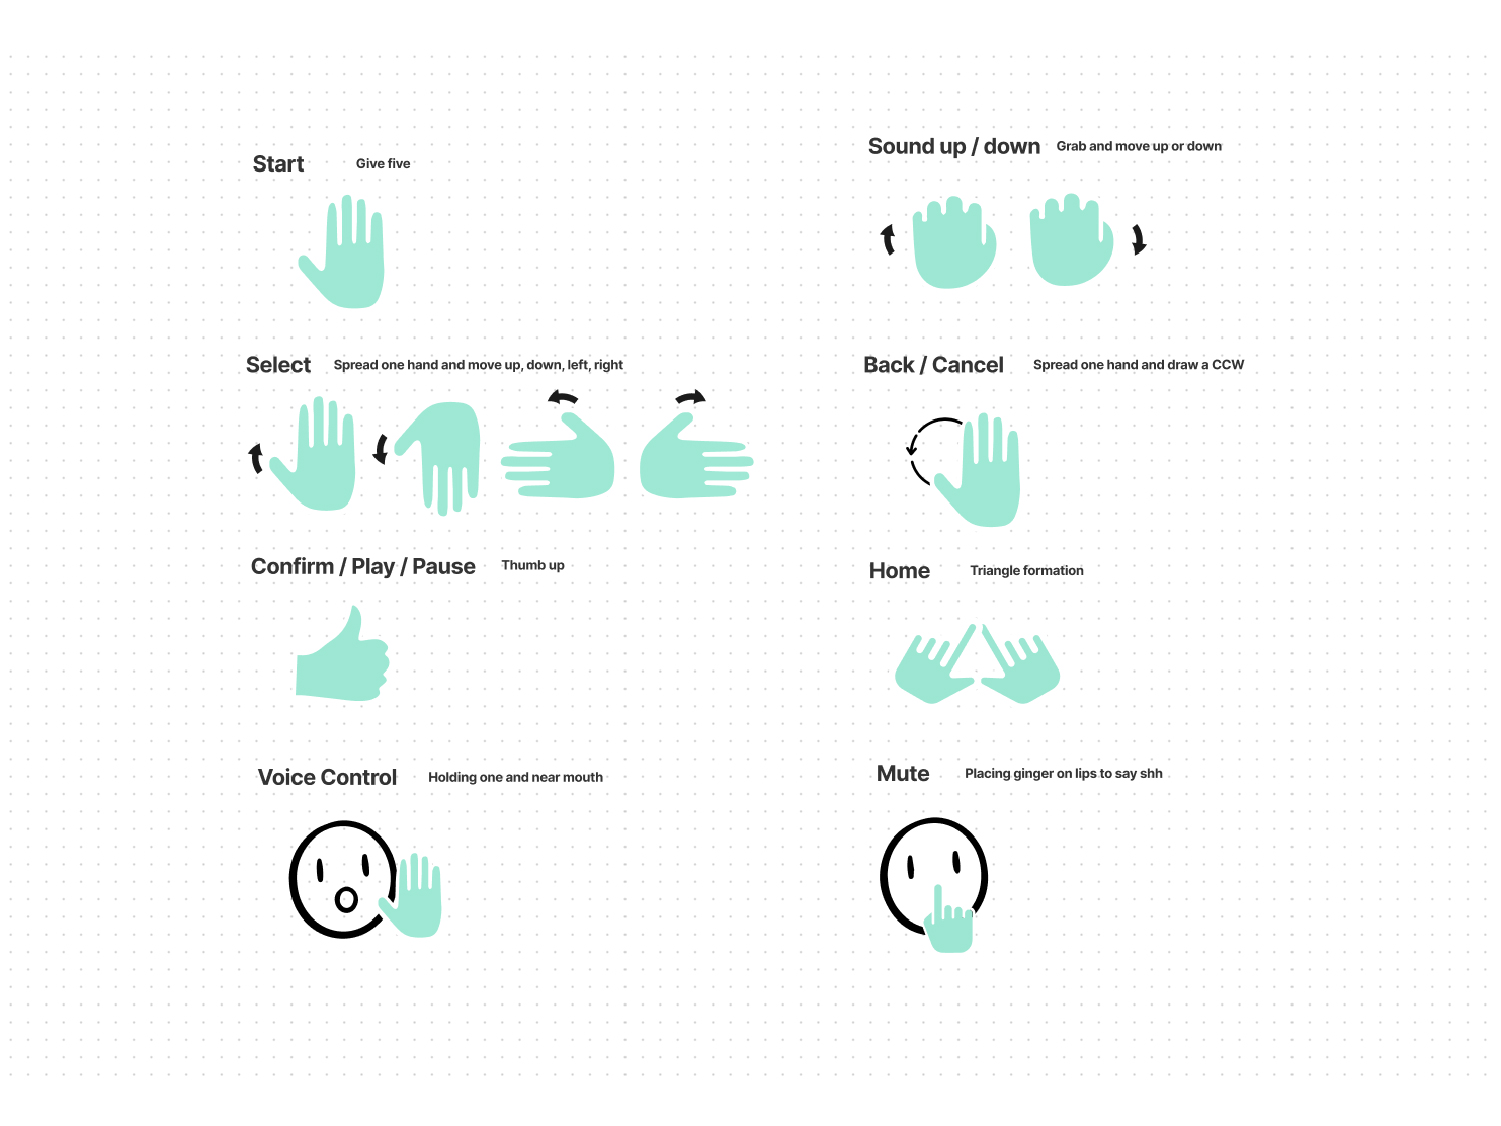 Start Give five
Select Spread one hand and move up, down, left, right
Confirm / Play / Pause Thumb up
Voice Control Holding one and near mouth
Sound up / down Grab and move up or down
Back / Cancel Spread one hand and draw a CCW
Home Triangle formation
Mute Placing ginger on lips to say shh